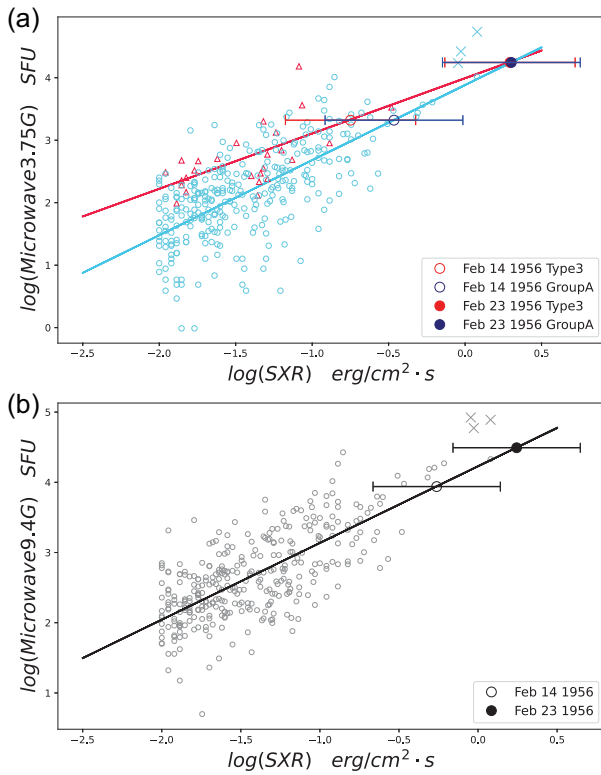 (a)
log(Microwave3.75G) SFU
5
4
3
2
1
0
Feb 14 1956 Type3
Feb 14 1956 GroupA
Feb 23 1956 Type3
Feb 23 1956 GroupA
−2.5 −2.0 −1.5 −1.0 −0.5 0.0 0.5
log(SXR) erg/cm² · s
(b)
log(Microwave9.4G) SFU
5
4
3
2
1
Feb 14 1956
Feb 23 1956
−2.5 −2.0 −1.5 −1.0 −0.5 0.0 0.5
log(SXR) erg/cm² · s